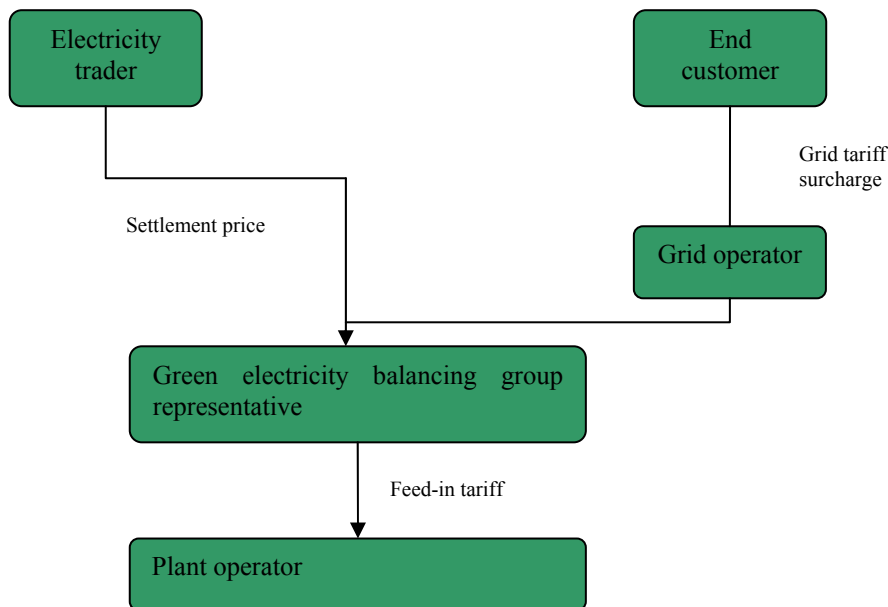 Electricity
trader
End
customer
Grid tariff
surcharge
Settlement price
Grid operator
Green electricity balancing group
representative
Feed-in tariff
Plant operator